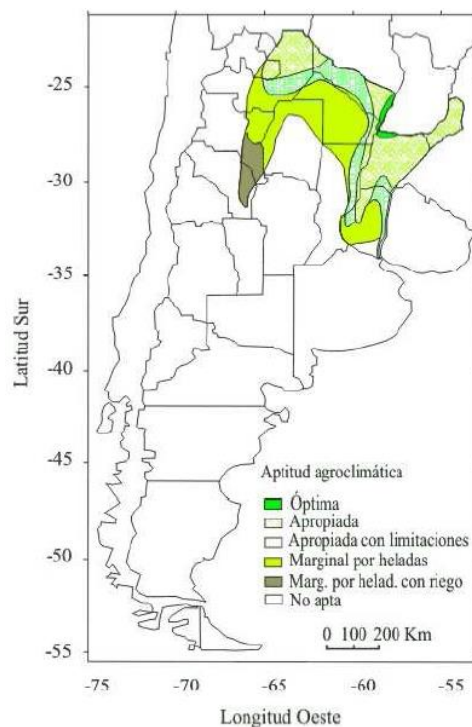 -25
-30
-35
-40
-45
-50
-55
Latitud Sur
Aptitud agroclimática
Óptima
Apropiada
Apropiada con limitaciones
Marginal por heladas
Marg. por helad. con riego
No apta
0 100 200 Km
-75 -70 -65 -60 -55
Longitud Oeste